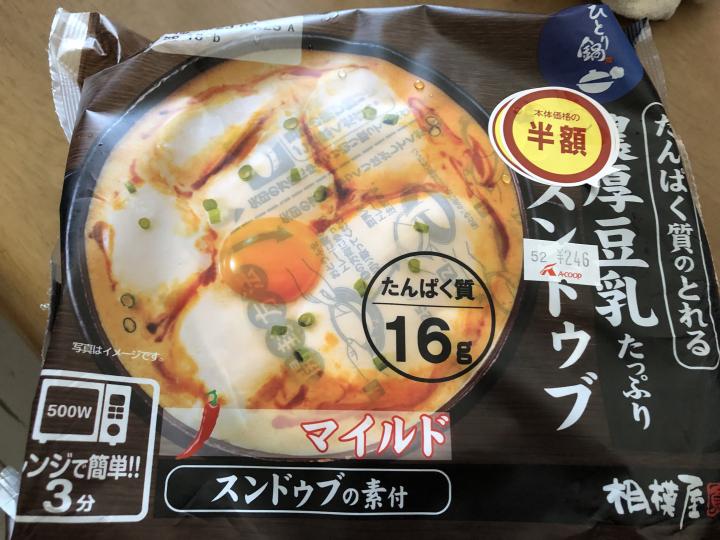 ひとり鍋
たんぱく質のとれる
濃厚豆乳たっぷり
スンドゥブ
本体価格の
半額
52 ¥246
A-COOP
たんぱく質
16g
写真はイメージです。
500W
レンジで簡単!!
3分
マイルド
スンドゥブの素付
相模屋